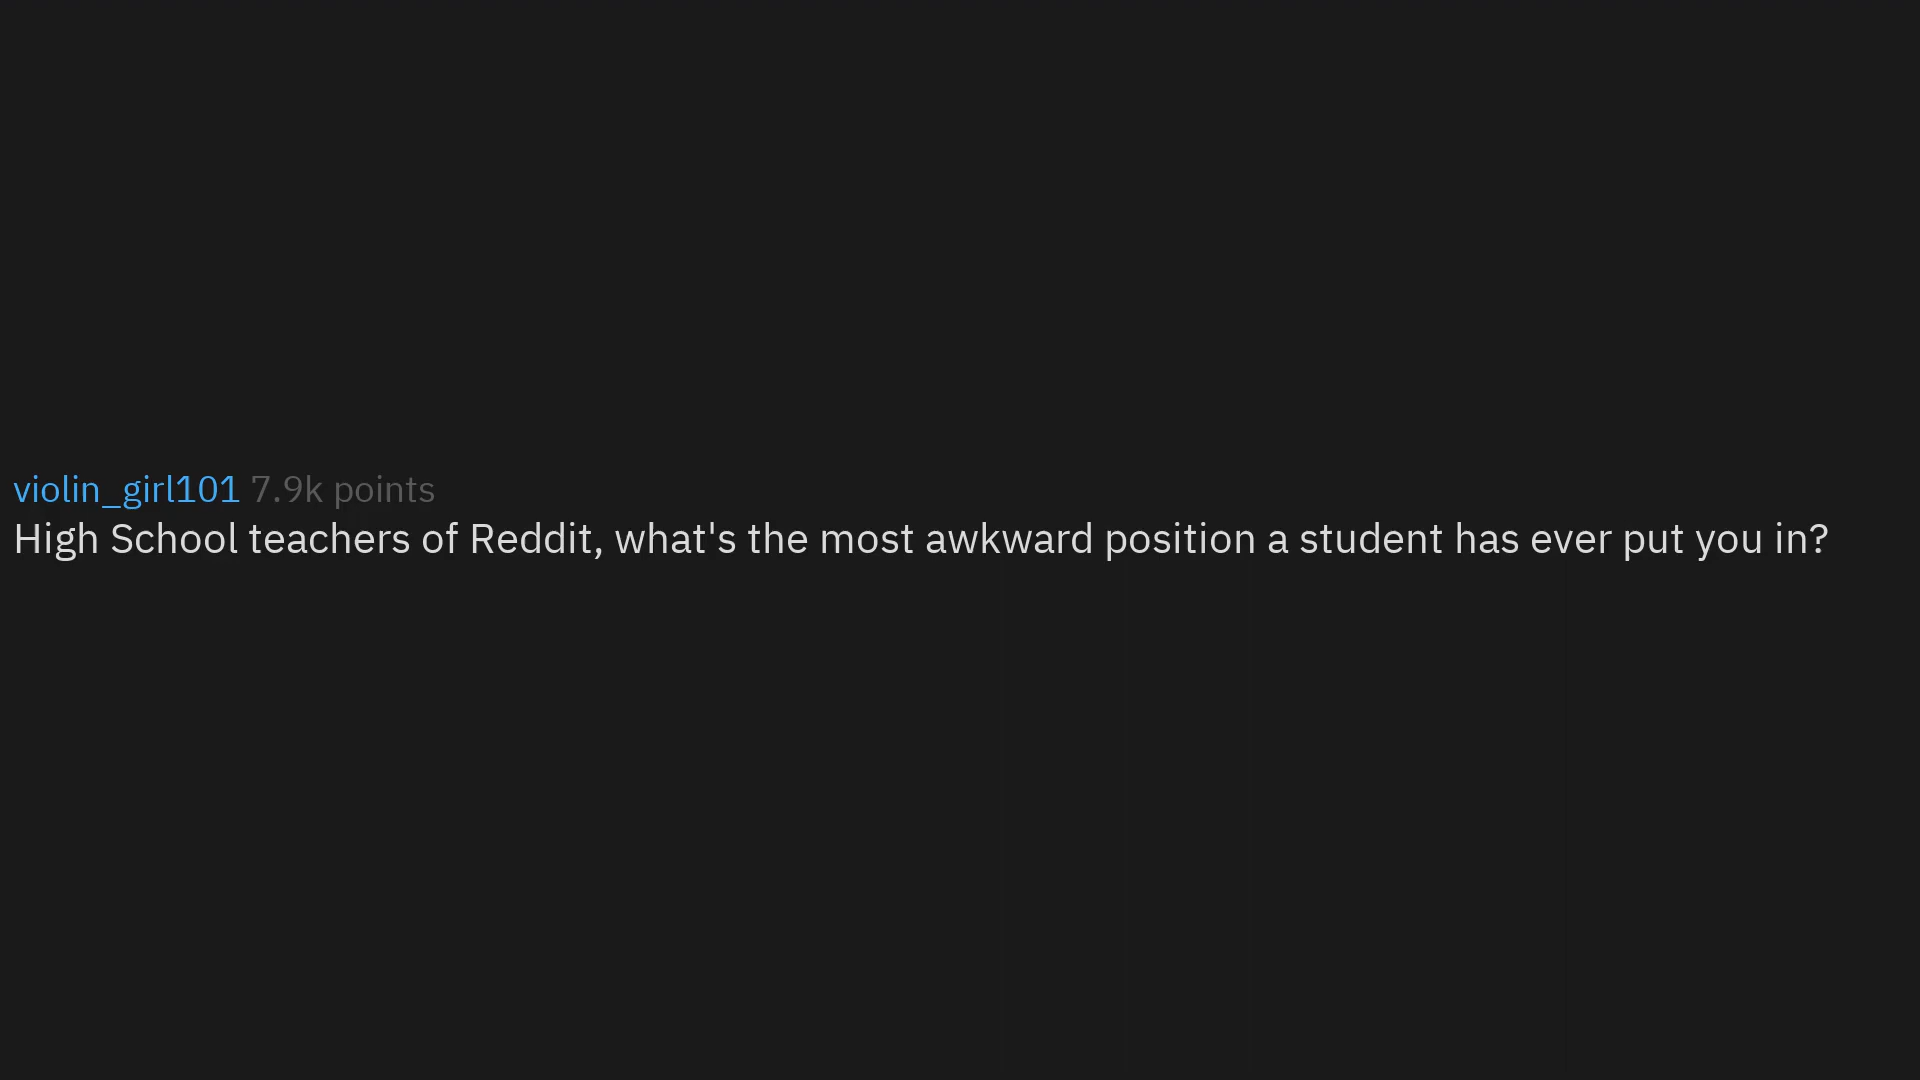 violin_girl101 7.9k points
High School teachers of Reddit, what's the most awkward position a student has ever put you in?